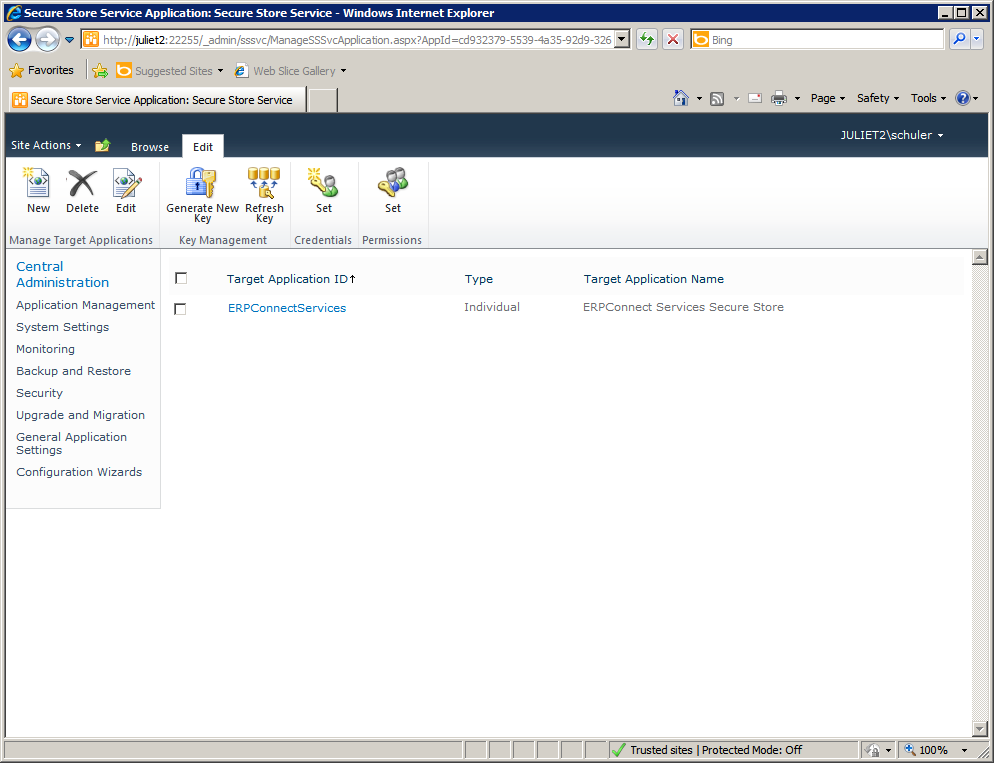 Secure Store Service Application: Secure Store Service - Windows Internet Explorer
http://juliet2:22255/_admin/sssvc/ManageSSSvcApplication.aspx?AppId=cd932379-5539-4a35-92d9-326
Bing
Favorites
Suggested Sites
Web Slice Gallery
Secure Store Service Application: Secure Store Service
Page
Safety
Tools
JULIET2\schuler
Site Actions
Browse
Edit
New
Delete
Edit
Manage Target Applications
Generate New
Key
Refresh
Key
Key Management
Set
Credentials
Set
Permissions
Central
Administration
Application Management
System Settings
Monitoring
Backup and Restore
Security
Upgrade and Migration
General Application
Settings
Configuration Wizards
Target Application ID↑
Type
Target Application Name
ERPConnectServices
Individual
ERPConnect Services Secure Store
Trusted sites | Protected Mode: Off
100%